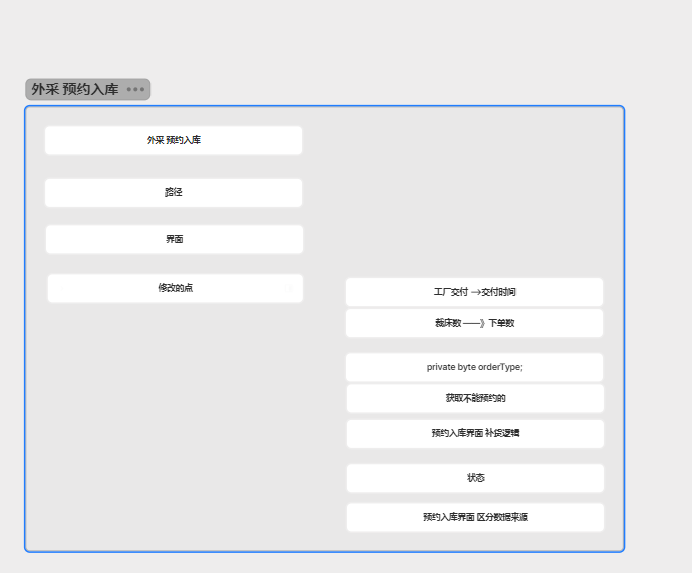 外采 预约入库
外采 预约入库
路径
界面
修改的点
工厂交付 -->交付时间
裁床数 ——》下单数
private byte orderType;
获取不能预约的
预约入库界面 补货逻辑
状态
预约入库界面 区分数据来源